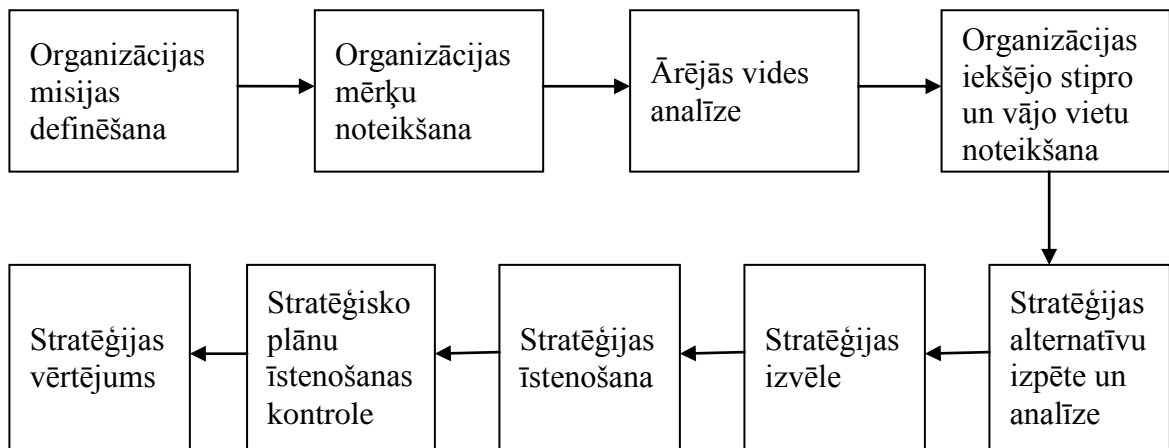 Organizācijas
misijas
definēšana
Organizācijas
mērķu
noteikšana
Ārējās vides
analīze
Organizācijas
iekšējo stipro
un vājo vietu
noteikšana
Stratēģijas
alternatīvu
izpēte un
analīze
Stratēģijas
izvēle
Stratēģijas
īstenošana
Stratēģisko
plānu
īstenošanas
kontrole
Stratēģijas
vērtējums